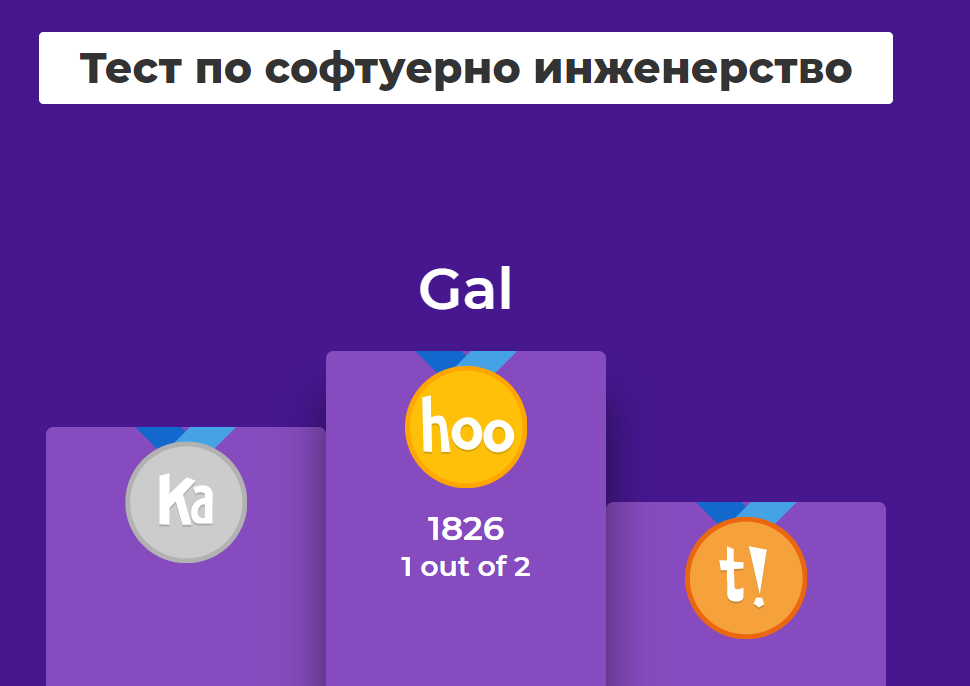 Тест по софтуерно инженерство
Gal
hoo
Ka
1826
1 out of 2
t!